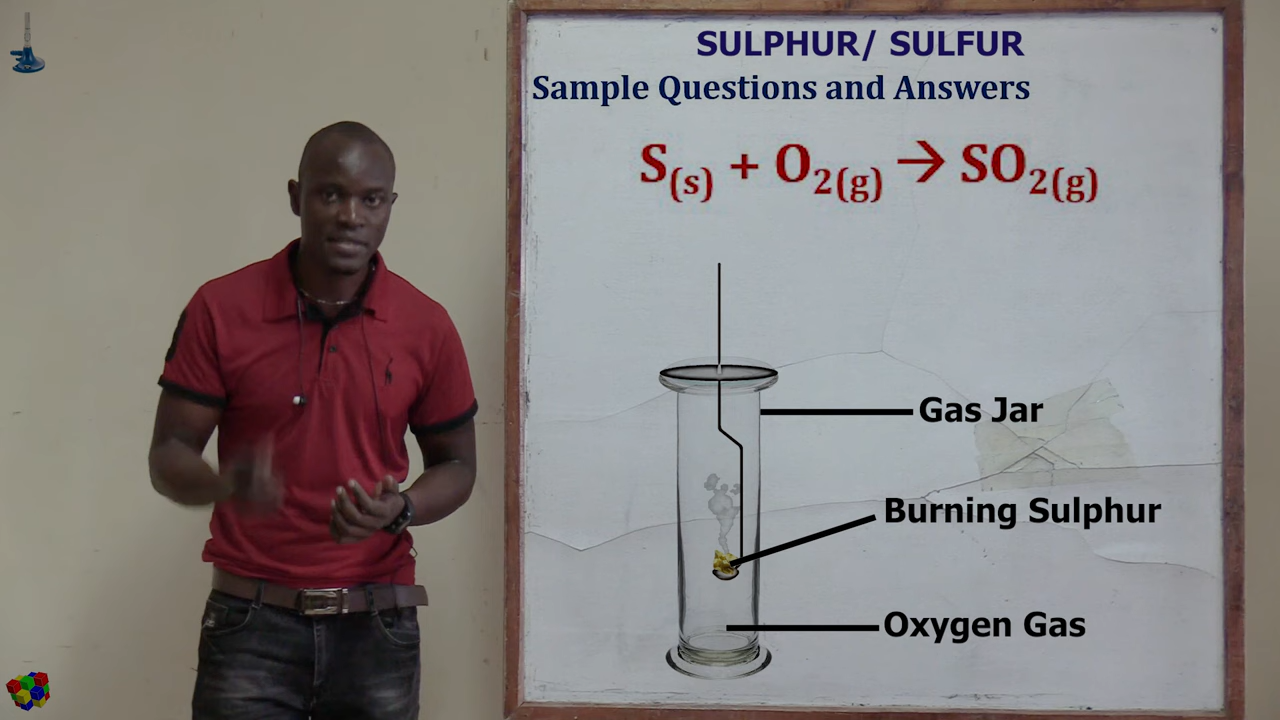 SULPHUR/ SULFUR
Sample Questions and Answers
S(s) + O2(g) → SO2(g)
Gas Jar
Burning Sulphur
Oxygen Gas